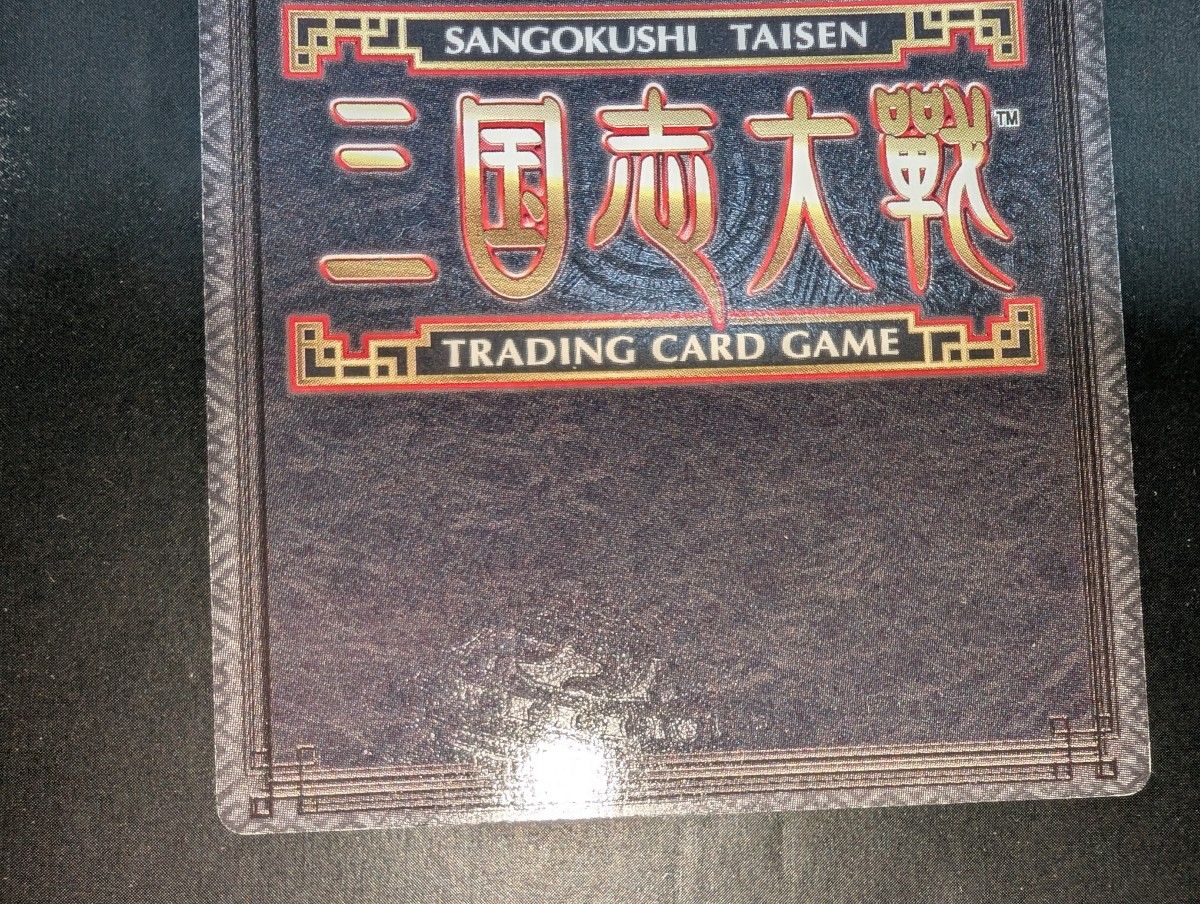 SANGOKUSHI TAISEN
三国志大戦™
TRADING CARD GAME